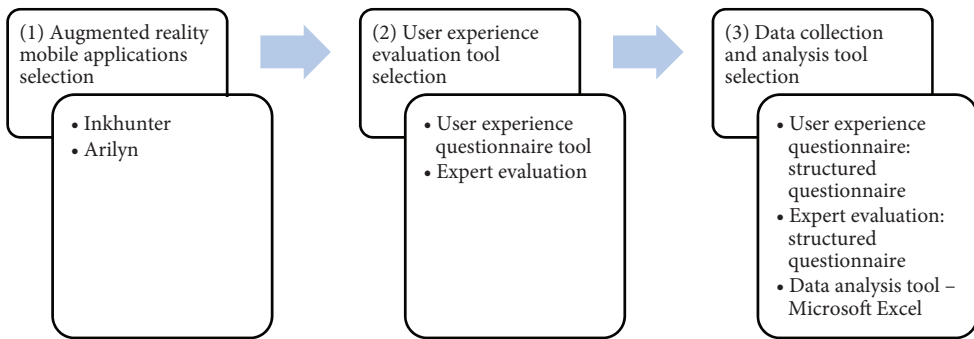 (1) Augmented reality
mobile applications
selection
• Inkhunter
• Arilyn
(2) User experience
evaluation tool
selection
• User experience
questionnaire tool
• Expert evaluation
(3) Data collection
and analysis tool
selection
• User experience
questionnaire:
structured
questionnaire
• Expert evaluation:
structured
questionnaire
• Data analysis tool –
Microsoft Excel